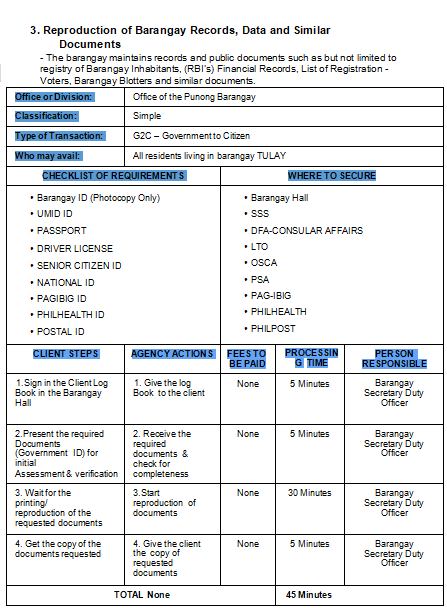 3. Reproduction of Barangay Records, Data and Similar
Documents
- The barangay maintains records and public documents such as but not limited to
registry of Barangay Inhabitants, (RBI's) Financial Records, List of Registration -
Voters, Barangay Blotters and similar documents.
Office or Division: Office of the Punong Barangay
Classification: Simple
Type of Transaction: G2C – Government to Citizen
Who may avail: All residents living in barangay TULAY
CHECKLIST OF REQUIREMENTS WHERE TO SECURE
• Barangay ID (Photocopy Only) • Barangay Hall
• UMID ID • SSS
• PASSPORT • DFA-CONSULAR AFFAIRS
• DRIVER LICENSE • LTO
• SENIOR CITIZEN ID • OSCA
• NATIONAL ID • PSA
• PAGIBIG ID • PAG-IBIG
• PHILHEALTH ID • PHILHEALTH
• POSTAL ID • PHILPOST
CLIENT STEPS AGENCY ACTIONS FEES TO PROCESSIN PERSON
BE PAID G TIME RESPONSIBLE
1.Sign in the Client Log 1. Give the log None 5 Minutes Barangay
Book in the Barangay Book to the client Secretary Duty
Hall Officer
2.Present the required 2. Receive the None 5 Minutes Barangay
Documents required Secretary Duty
(Government ID) for documents & Officer
initial check for
Assessment & verification completeness
3. Wait for the 3.Start None 30 Minutes Barangay
printing/ reproduction of Secretary Duty
reproduction of the documents Officer
requested documents
4. Get the copy of the 4. Give the client None 5 Minutes Barangay
documents requested the copy of Secretary Duty
requested Officer
documents
TOTAL None 45 Minutes